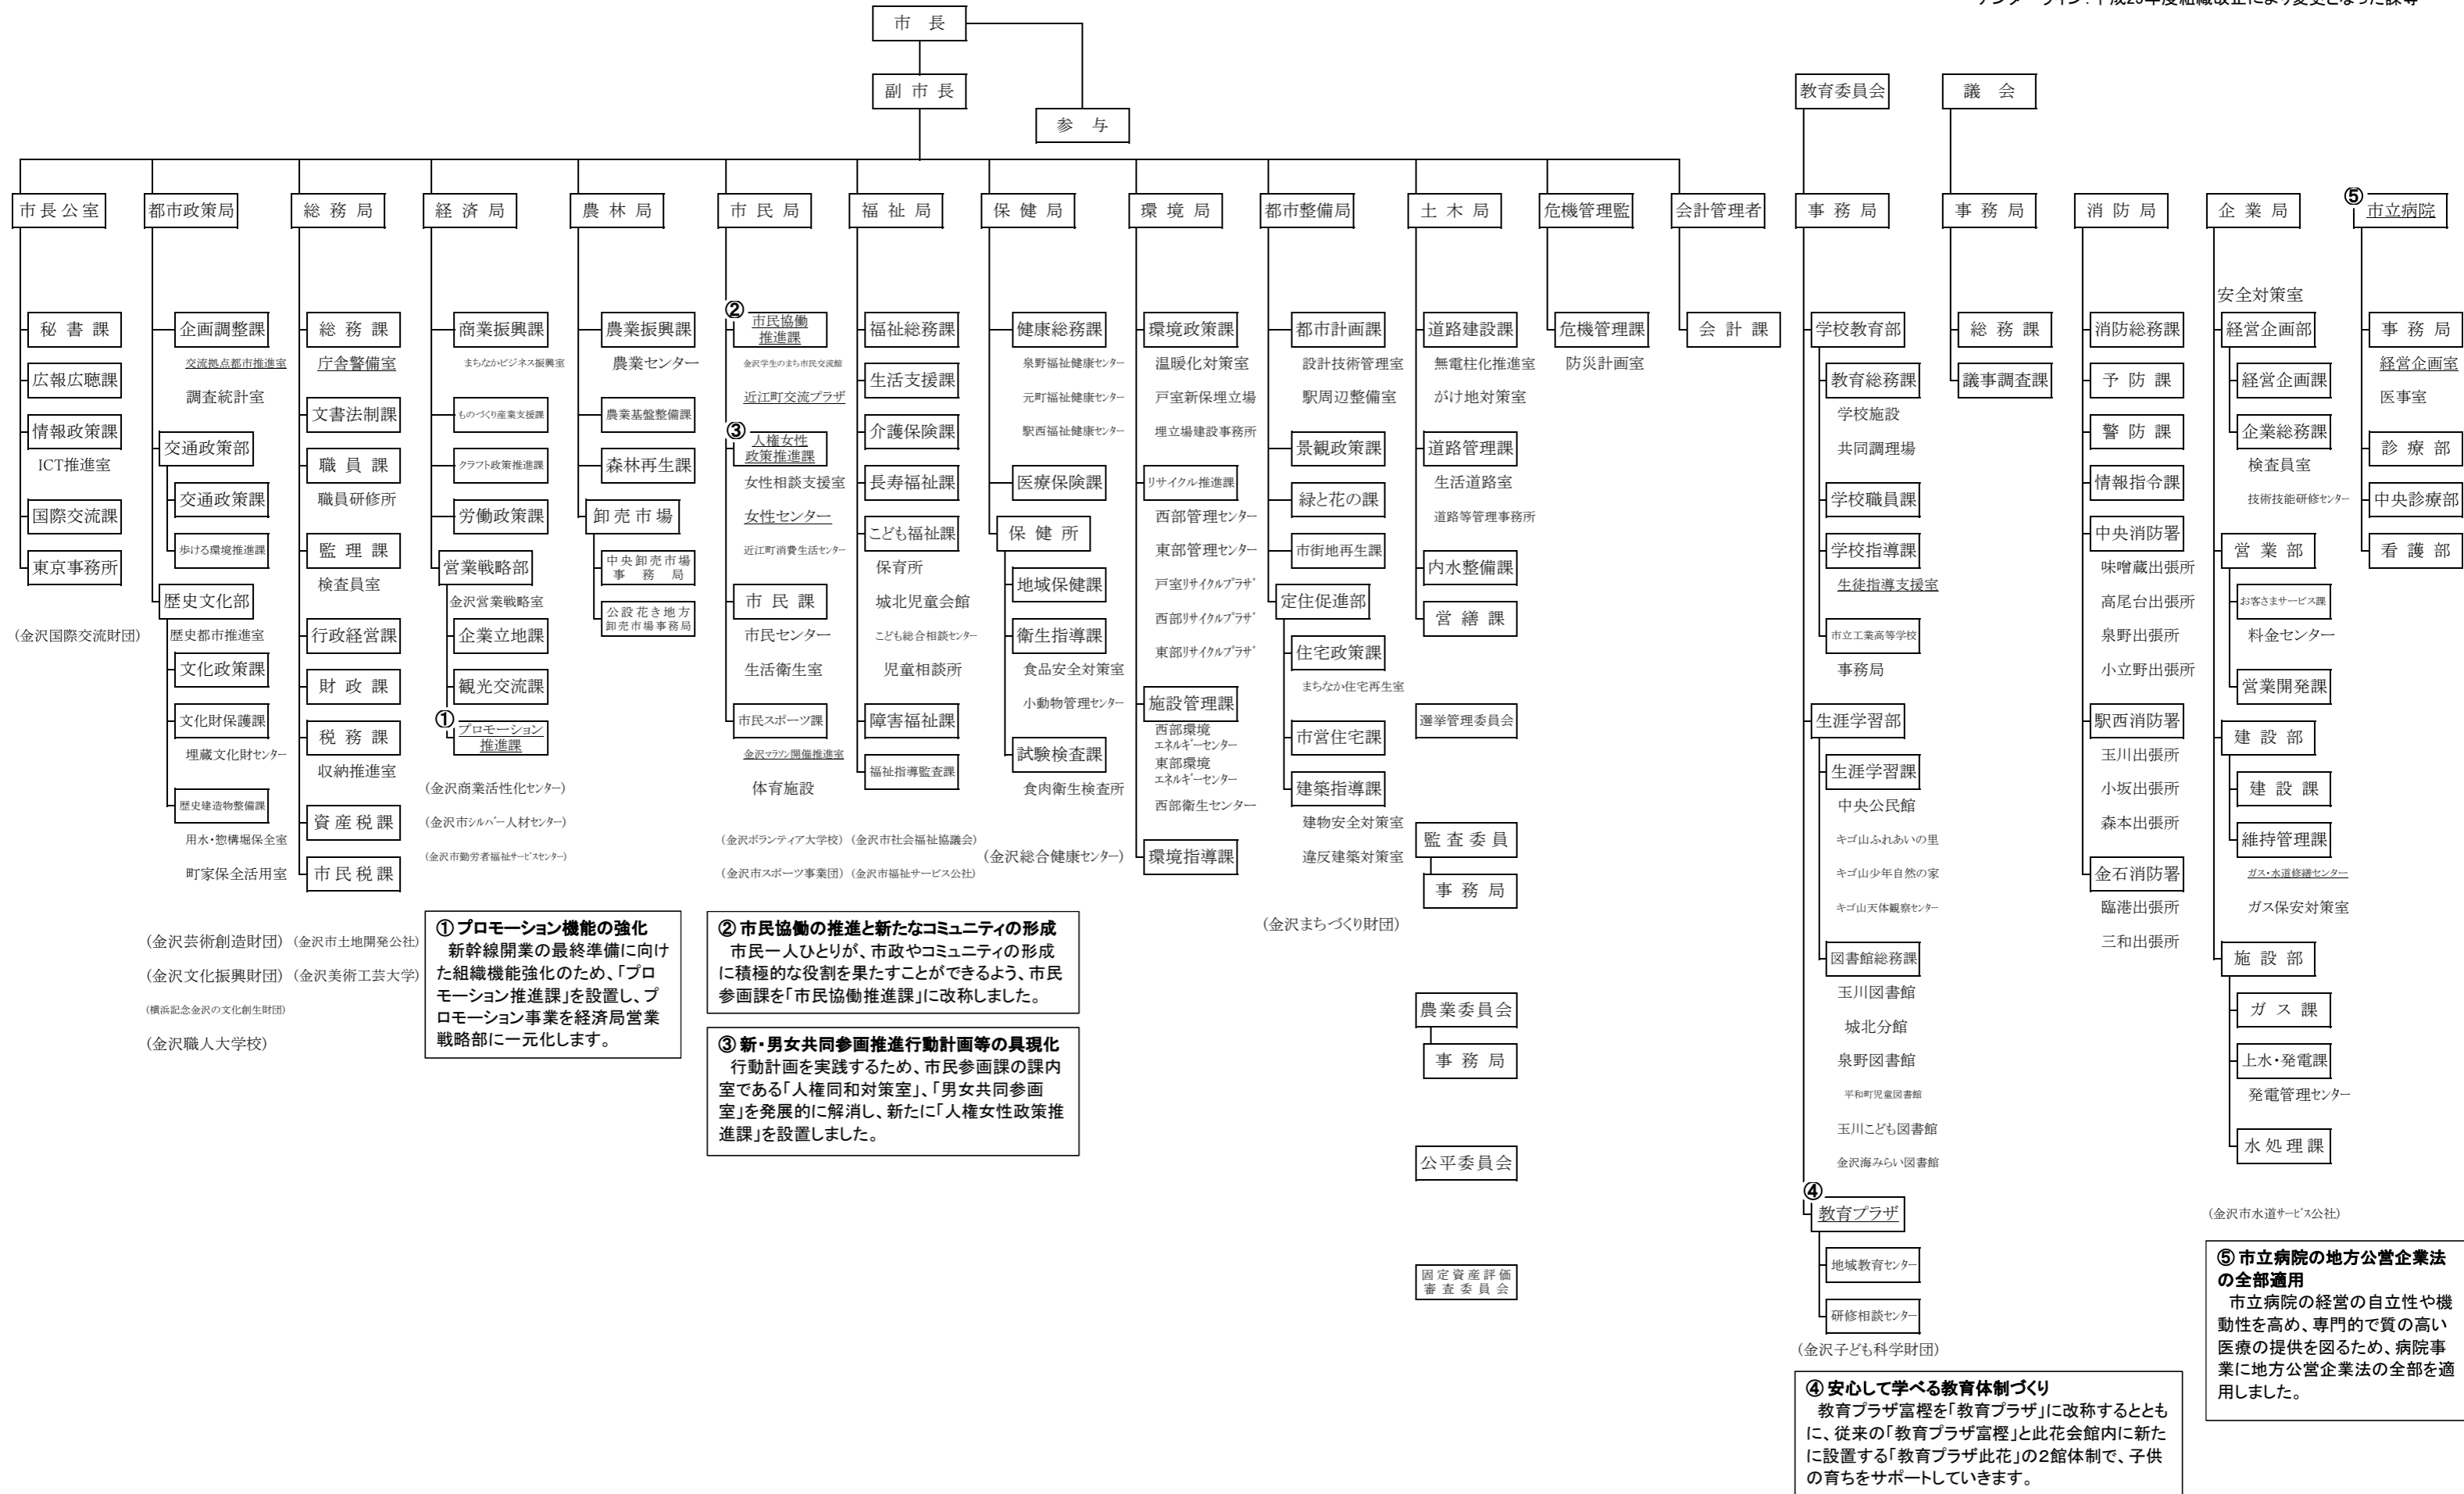 アンダーライン：平成25年度組織改正により変更となった課等
市 長
副 市 長
参 与
教育委員会
議 会
市長公室
都市政策局
総 務 局
経 済 局
農 林 局
市 民 局
福 祉 局
保 健 局
環 境 局
都市整備局
土 木 局
危機管理監
会計管理者
事 務 局
事 務 局
消 防 局
企 業 局
⑤
市立病院
秘 書 課
広報広聴課
情報政策課
ICT推進室
国際交流課
東京事務所
(金沢国際交流財団)
企画調整課
交流拠点都市推進室
調査統計室
交通政策部
交通政策課
歩ける環境推進課
歴史文化部
歴史都市推進室
文化政策課
文化財保護課
埋蔵文化財センター
歴史建造物整備課
用水・惣構堀保全室
町家保全活用室
(金沢芸術創造財団)
(金沢文化振興財団)
(横浜記念金沢の文化創生財団)
(金沢職人大学校)
総 務 課
庁舎警備室
文書法制課
職 員 課
職員研修所
監 理 課
検査員室
行政経営課
財 政 課
税 務 課
収納推進室
資産税課
市民税課
(金沢市土地開発公社)
(金沢美術工芸大学)
商業振興課
まちなかビジネス振興室
ものづくり産業支援課
クラフト政策推進課
労働政策課
営業戦略部
金沢営業戦略室
企業立地課
観光交流課
①
プロモーション
推進課
(金沢商業活性化センター)
(金沢市シルバー人材センター)
(金沢市勤労者福祉サービスセンター)
農業振興課
農業センター
農業基盤整備課
森林再生課
卸売市場
中央卸売市場
事 務 局
公設花き地方
卸売市場事務局
②
市民協働
推進課
金沢学生のまち市民交流館
近江町交流プラザ
③
人権女性
政策推進課
女性相談支援室
女性センター
近江町消費生活センター
市 民 課
市民センター
生活衛生室
市民スポーツ課
金沢マラソン開催推進室
体育施設
(金沢ボランティア大学校)
(金沢市スポーツ事業団)
福祉総務課
生活支援課
介護保険課
長寿福祉課
こども福祉課
保育所
城北児童会館
こども総合相談センター
児童相談所
障害福祉課
福祉指導監査課
(金沢市社会福祉協議会)
(金沢市福祉サービス公社)
健康総務課
泉野福祉健康センター
元町福祉健康センター
駅西福祉健康センター
医療保険課
保 健 所
地域保健課
衛生指導課
食品安全対策室
小動物管理センター
試験検査課
食肉衛生検査所
(金沢総合健康センター)
環境政策課
温暖化対策室
戸室新保埋立場
埋立場建設事務所
リサイクル推進課
西部管理センター
東部管理センター
戸室リサイクルプラザ
西部リサイクルプラザ
東部リサイクルプラザ
施設管理課
西部環境
エネルギーセンター
東部環境
エネルギーセンター
西部衛生センター
環境指導課
都市計画課
設計技術管理室
駅周辺整備室
景観政策課
緑と花の課
市街地再生課
定住促進部
住宅政策課
まちなか住宅再生室
市営住宅課
建築指導課
建物安全対策室
違反建築対策室
(金沢まちづくり財団)
道路建設課
無電柱化推進室
がけ地対策室
道路管理課
生活道路室
道路等管理事務所
内水整備課
営 繕 課
選挙管理委員会
監査委員
事 務 局
農業委員会
事 務 局
公平委員会
固定資産評価
審査委員会
危機管理課
防災計画室
会 計 課
学校教育部
教育総務課
学校施設
共同調理場
学校職員課
学校指導課
生徒指導支援室
市立工業高等学校
事務局
生涯学習部
生涯学習課
中央公民館
キゴ山ふれあいの里
キゴ山少年自然の家
キゴ山天体観察センター
図書館総務課
玉川図書館
城北分館
泉野図書館
平和町児童図書館
玉川こども図書館
金沢海みらい図書館
④
教育プラザ
地域教育センター
研修相談センター
(金沢子ども科学財団)
総 務 課
議事調査課
消防総務課
予 防 課
警 防 課
情報指令課
中央消防署
味噌蔵出張所
高尾台出張所
泉野出張所
小立野出張所
駅西消防署
玉川出張所
小坂出張所
森本出張所
金石消防署
臨港出張所
三和出張所
安全対策室
経営企画部
経営企画課
企業総務課
検査員室
技術技能研修センター
営 業 部
お客さまサービス課
料金センター
営業開発課
建 設 部
建 設 課
維持管理課
ガス・水道修繕センター
ガス保安対策室
施 設 部
ガ ス 課
上水・発電課
発電管理センター
水処理課
(金沢市水道サービス公社)
事 務 局
経営企画室
医事室
診 療 部
中央診療部
看 護 部
① プロモーション機能の強化
新幹線開業の最終準備に向け
た組織機能強化のため、「プロ
モーション推進課」を設置し、プ
ロモーション事業を経済局営業
戦略部に一元化します。
② 市民協働の推進と新たなコミュニティの形成
市民一人ひとりが、市政やコミュニティの形成
に積極的な役割を果たすことができるよう、市民
参画課を「市民協働推進課」に改称しました。
③ 新・男女共同参画推進行動計画等の具現化
行動計画を実践するため、市民参画課の課内
室である「人権同和対策室」、「男女共同参画
室」を発展的に解消し、新たに「人権女性政策推
進課」を設置しました。
④ 安心して学べる教育体制づくり
教育プラザ富樫を「教育プラザ」に改称するととも
に、従来の「教育プラザ富樫」と此花会館内に新た
に設置する「教育プラザ此花」の2館体制で、子供
の育ちをサポートしていきます。
⑤ 市立病院の地方公営企業法
の全部適用
市立病院の経営の自立性や機
動性を高め、専門的で質の高い
医療の提供を図るため、病院事
業に地方公営企業法の全部を適
用しました。